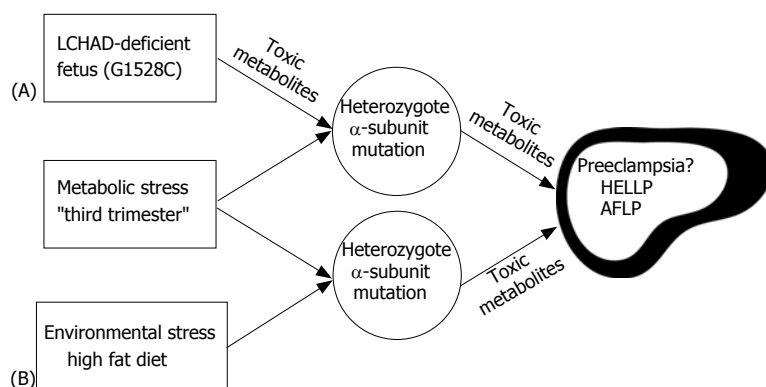 (A)
LCHAD-deficient
fetus (G1528C)
Toxic
metabolites
Heterozygote
α-subunit
mutation
Toxic
metabolites
Preeclampsia?
HELLP
AFLP
Metabolic stress
"third trimester"
Heterozygote
α-subunit
mutation
Toxic
metabolites
(B)
Environmental stress
high fat diet